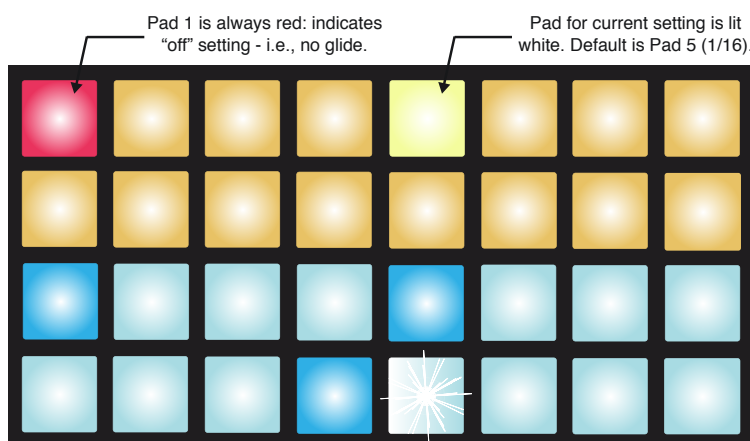 Pad 1 is always red: indicates
“off” setting - i.e., no glide.
Pad for current setting is lit
white. Default is Pad 5 (1/16).